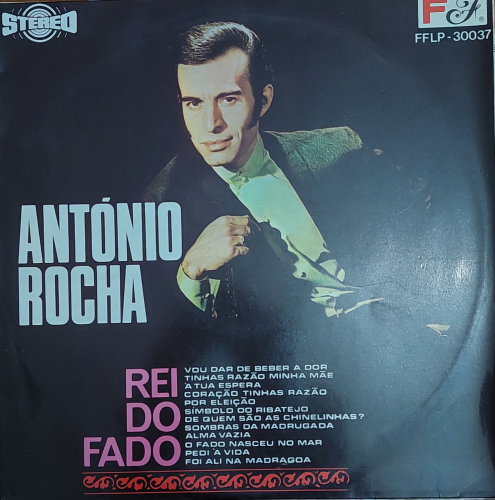 STEREO
F F
FFLP-30037
ANTÓNIO
ROCHA
REI
DO
FADO
VOU DAR DE BEBER A DOR
TINHAS RAZÃO MINHA MÃE
A TUA ESPERA
CORAÇÃO TINHAS RAZÃO
POR ELEIÇÃO
SÍMBOLO DO RIBATEJO
DE QUEM SÃO AS CHINELINHAS?
SOMBRAS DA MADRUGADA
ALMA VAZIA
O FADO NASCEU NO MAR
PEDI A VIDA
FOI ALI NA MADRAGOA